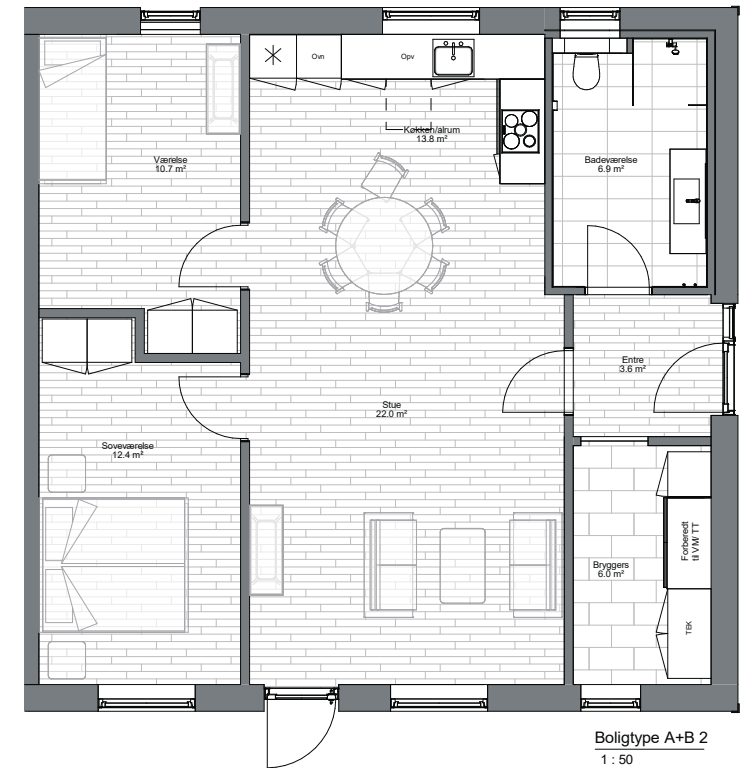 Ovn
Opv
Køkken/alrum
13.8 m²
Værelse
10.7 m²
Badeværelse
6.9 m²
Entre
3.6 m²
Stue
22.0 m²
Soveværelse
12.4 m²
Bryggers
6.0 m²
Forberedt
til VM/ TT
TEK
Boligtype A+B 2
1 : 50